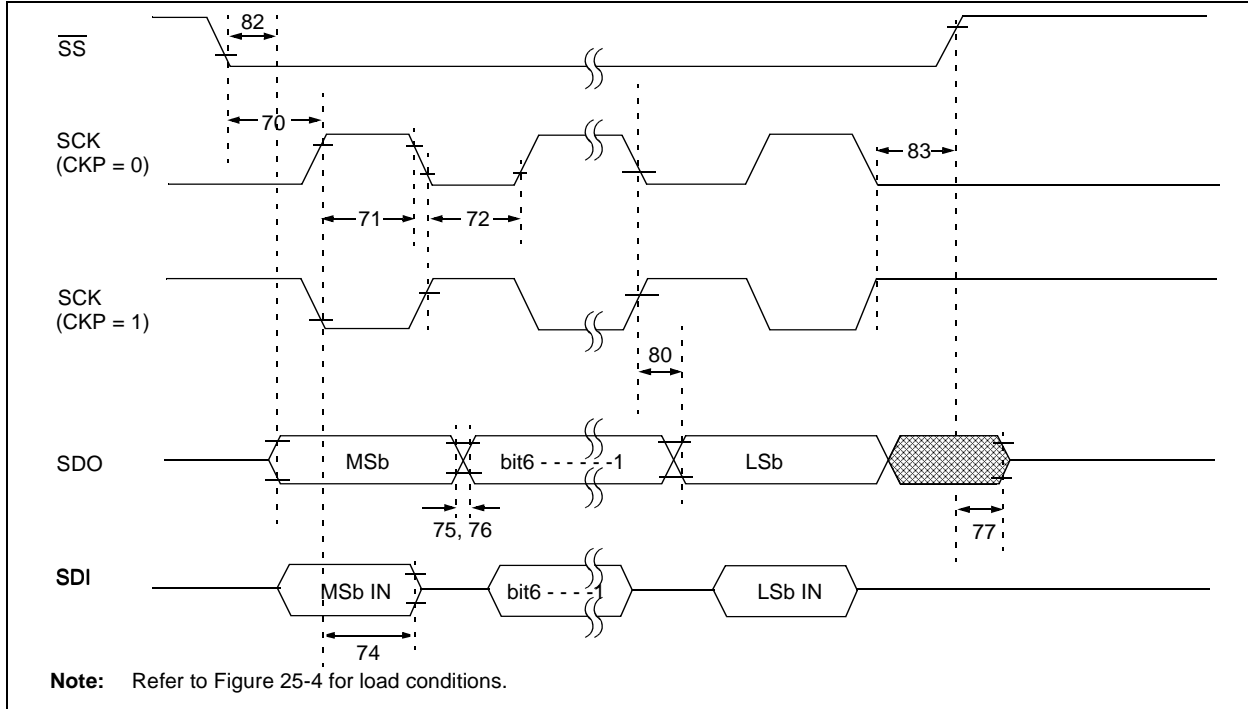 82
SS
70
SCK
(CKP = 0)
83
71
72
SCK
(CKP = 1)
80
SDO
MSb
bit6 - - - - - -1
LSb
75, 76
77
SDI
MSb IN
bit6 - - - -1
LSb IN
74
Note: Refer to Figure 25-4 for load conditions.